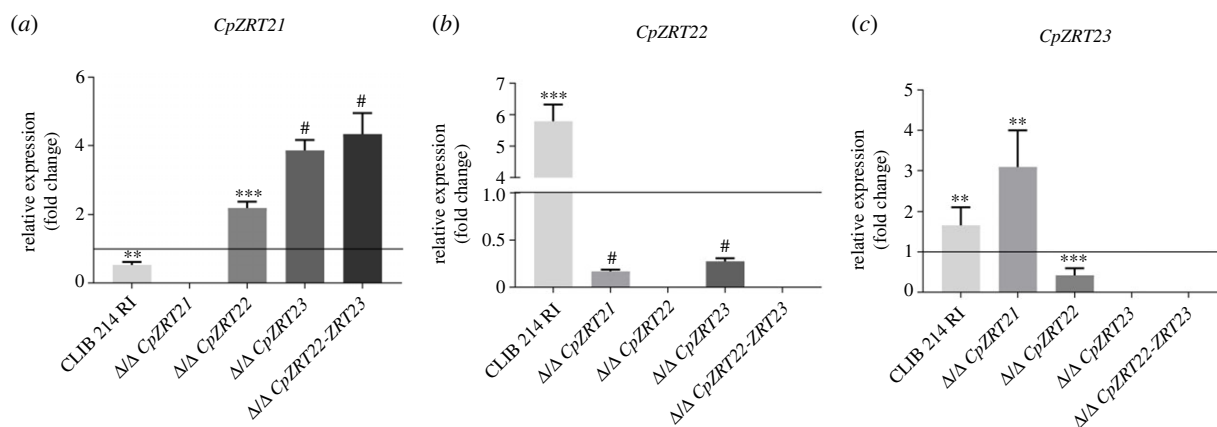 (a)
CpZRT21
relative expression
(fold change)
6
4
2
0
**
***
#
#
CLIB 214 RI
Δ/Δ CpZRT21
Δ/Δ CpZRT22
Δ/Δ CpZRT23
Δ/Δ CpZRT22-ZRT23
(b)
CpZRT22
relative expression
(fold change)
7
6
5
4
1.0
0.5
0
***
#
#
CLIB 214 RI
Δ/Δ CpZRT21
Δ/Δ CpZRT22
Δ/Δ CpZRT23
Δ/Δ CpZRT22-ZRT23
(c)
CpZRT23
relative expression
(fold change)
5
4
3
2
1
0
**
**
***
CLIB 214 RI
Δ/Δ CpZRT21
Δ/Δ CpZRT22
Δ/Δ CpZRT23
Δ/Δ CpZRT22-ZRT23